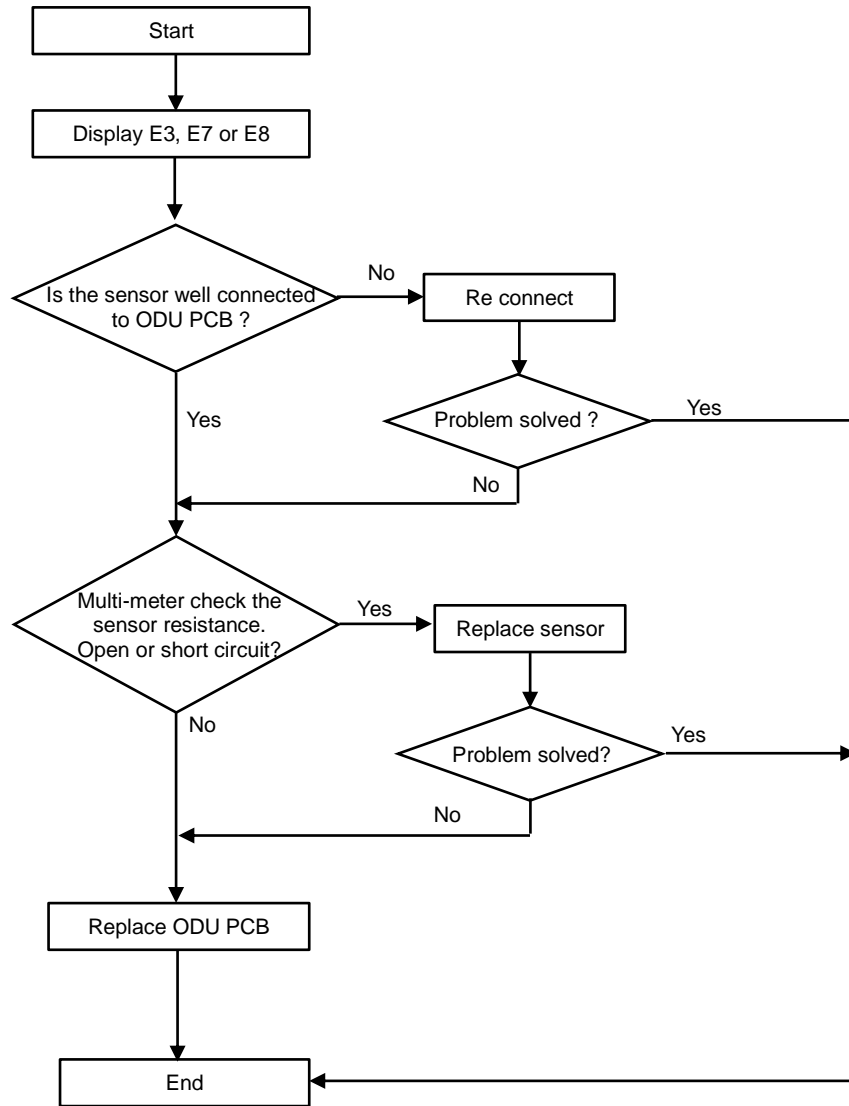 Start
Display E3, E7 or E8
Is the sensor well connected
to ODU PCB ?
No
Re connect
Yes
Problem solved ?
Yes
No
Multi-meter check the
sensor resistance.
Open or short circuit?
Yes
Replace sensor
No
Problem solved?
Yes
No
Replace ODU PCB
End